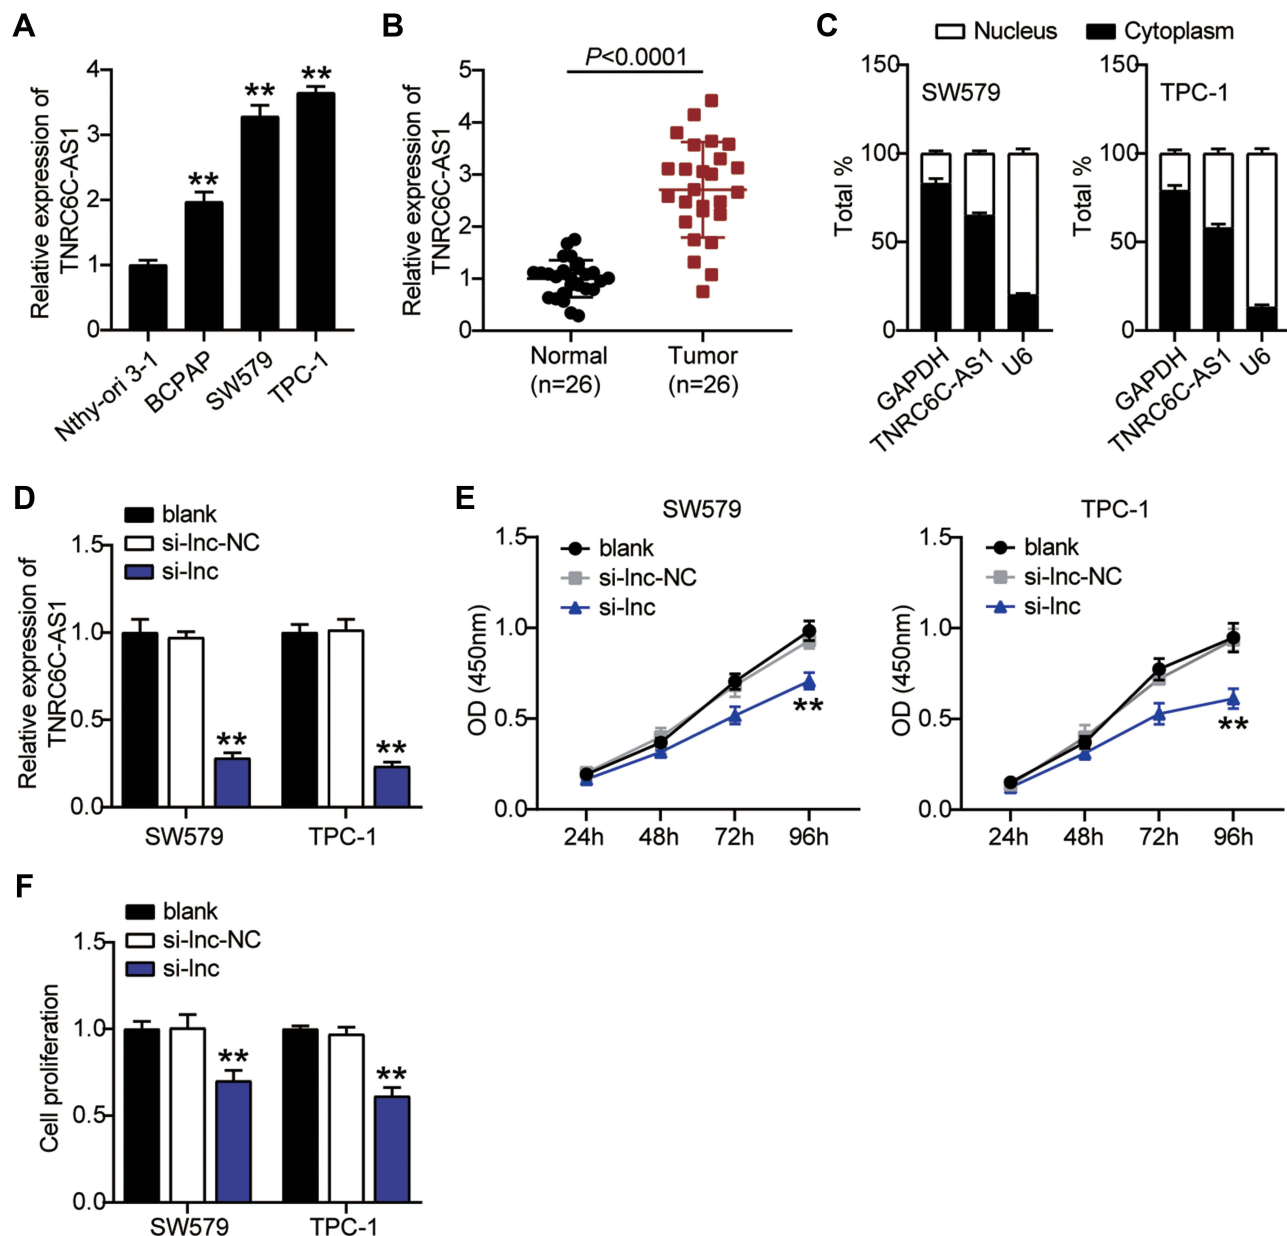 A
Relative expression of
TNRC6C-AS1
4
3
2
1
0
**
**
**
Nthy-ori 3-1
BCPAP
SW579
TPC-1
B
Relative expression of
TNRC6C-AS1
5
4
3
2
1
0
P<0.0001
Normal
(n=26)
Tumor
(n=26)
C
Nucleus
Cytoplasm
Total %
150
100
50
0
SW579
GAPDH
TNRC6C-AS1
U6
Total %
150
100
50
0
TPC-1
GAPDH
TNRC6C-AS1
U6
D
blank
si-lnc-NC
si-lnc
Relative expression of
TNRC6C-AS1
1.5
1.0
0.5
0.0
**
**
SW579
TPC-1
E
SW579
OD (450nm)
1.5
1.0
0.5
0.0
blank
si-lnc-NC
si-lnc
**
24h
48h
72h
96h
TPC-1
OD (450nm)
1.5
1.0
0.5
0.0
blank
si-lnc-NC
si-lnc
**
24h
48h
72h
96h
F
blank
si-lnc-NC
si-lnc
Cell proliferation
1.5
1.0
0.5
0.0
**
**
SW579
TPC-1